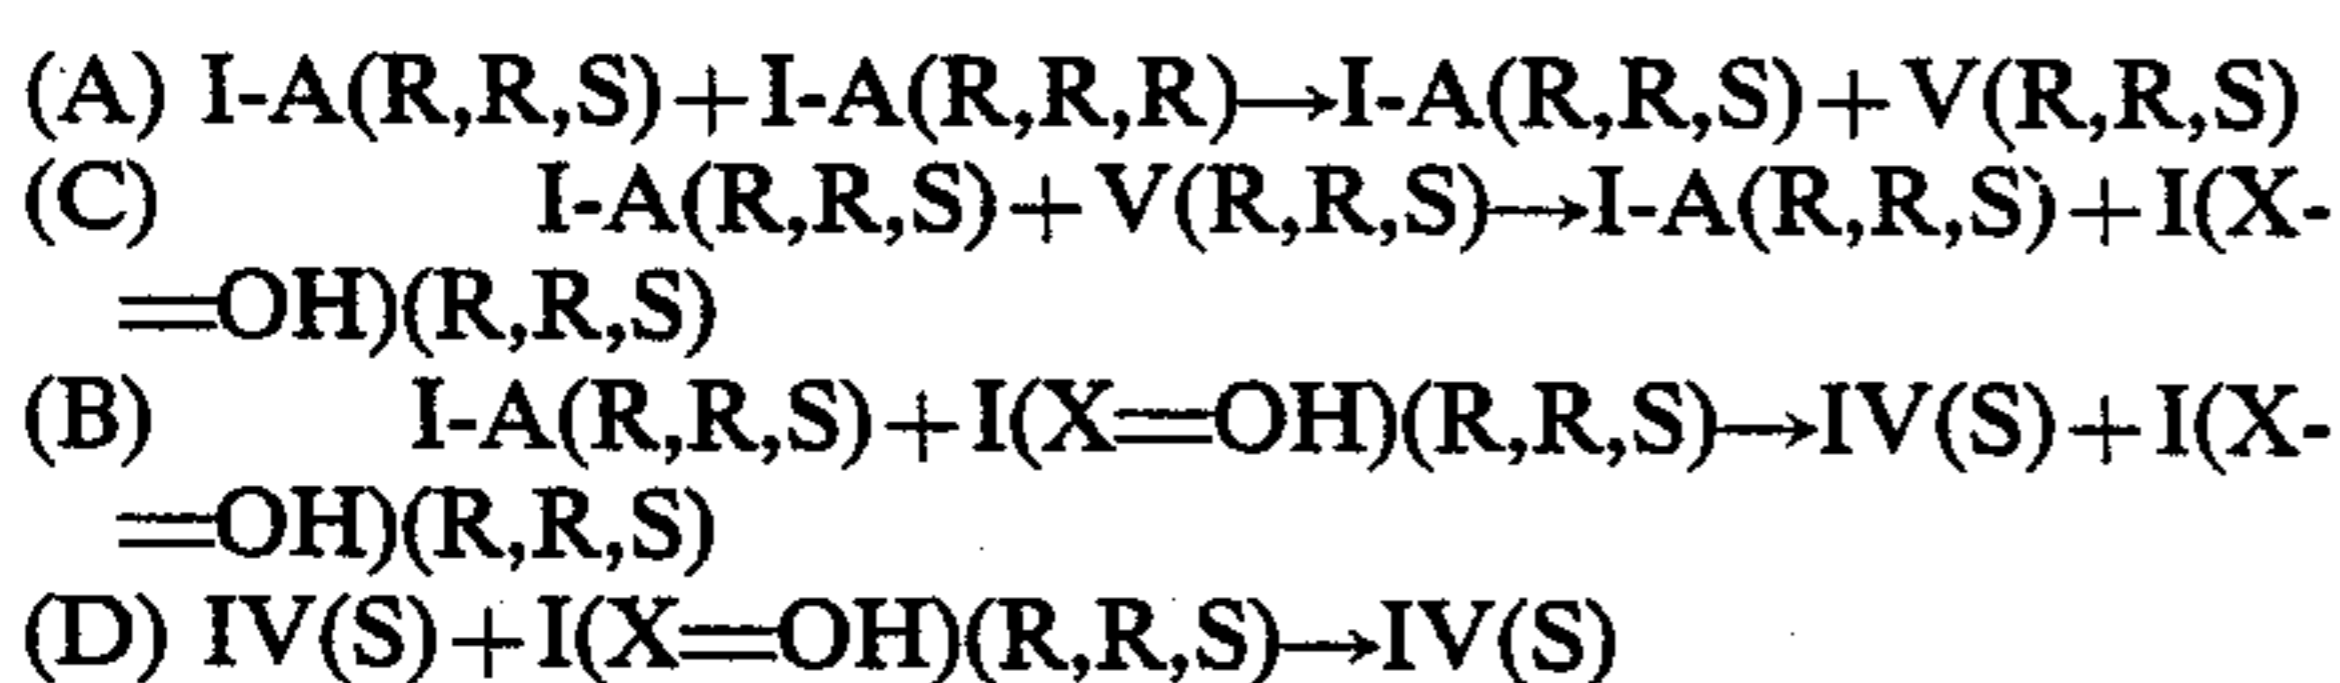 (A) I-A(R,R,S)+I-A(R,R,R)→I-A(R,R,S)+V(R,R,S)
(C) I-A(R,R,S)+V(R,R,S)→I-A(R,R,S)+I(X-
=OH)(R,R,S)
(B) I-A(R,R,S)+I(X=OH)(R,R,S)→IV(S)+I(X-
=OH)(R,R,S)
(D) IV(S)+I(X=OH)(R,R,S)→IV(S)